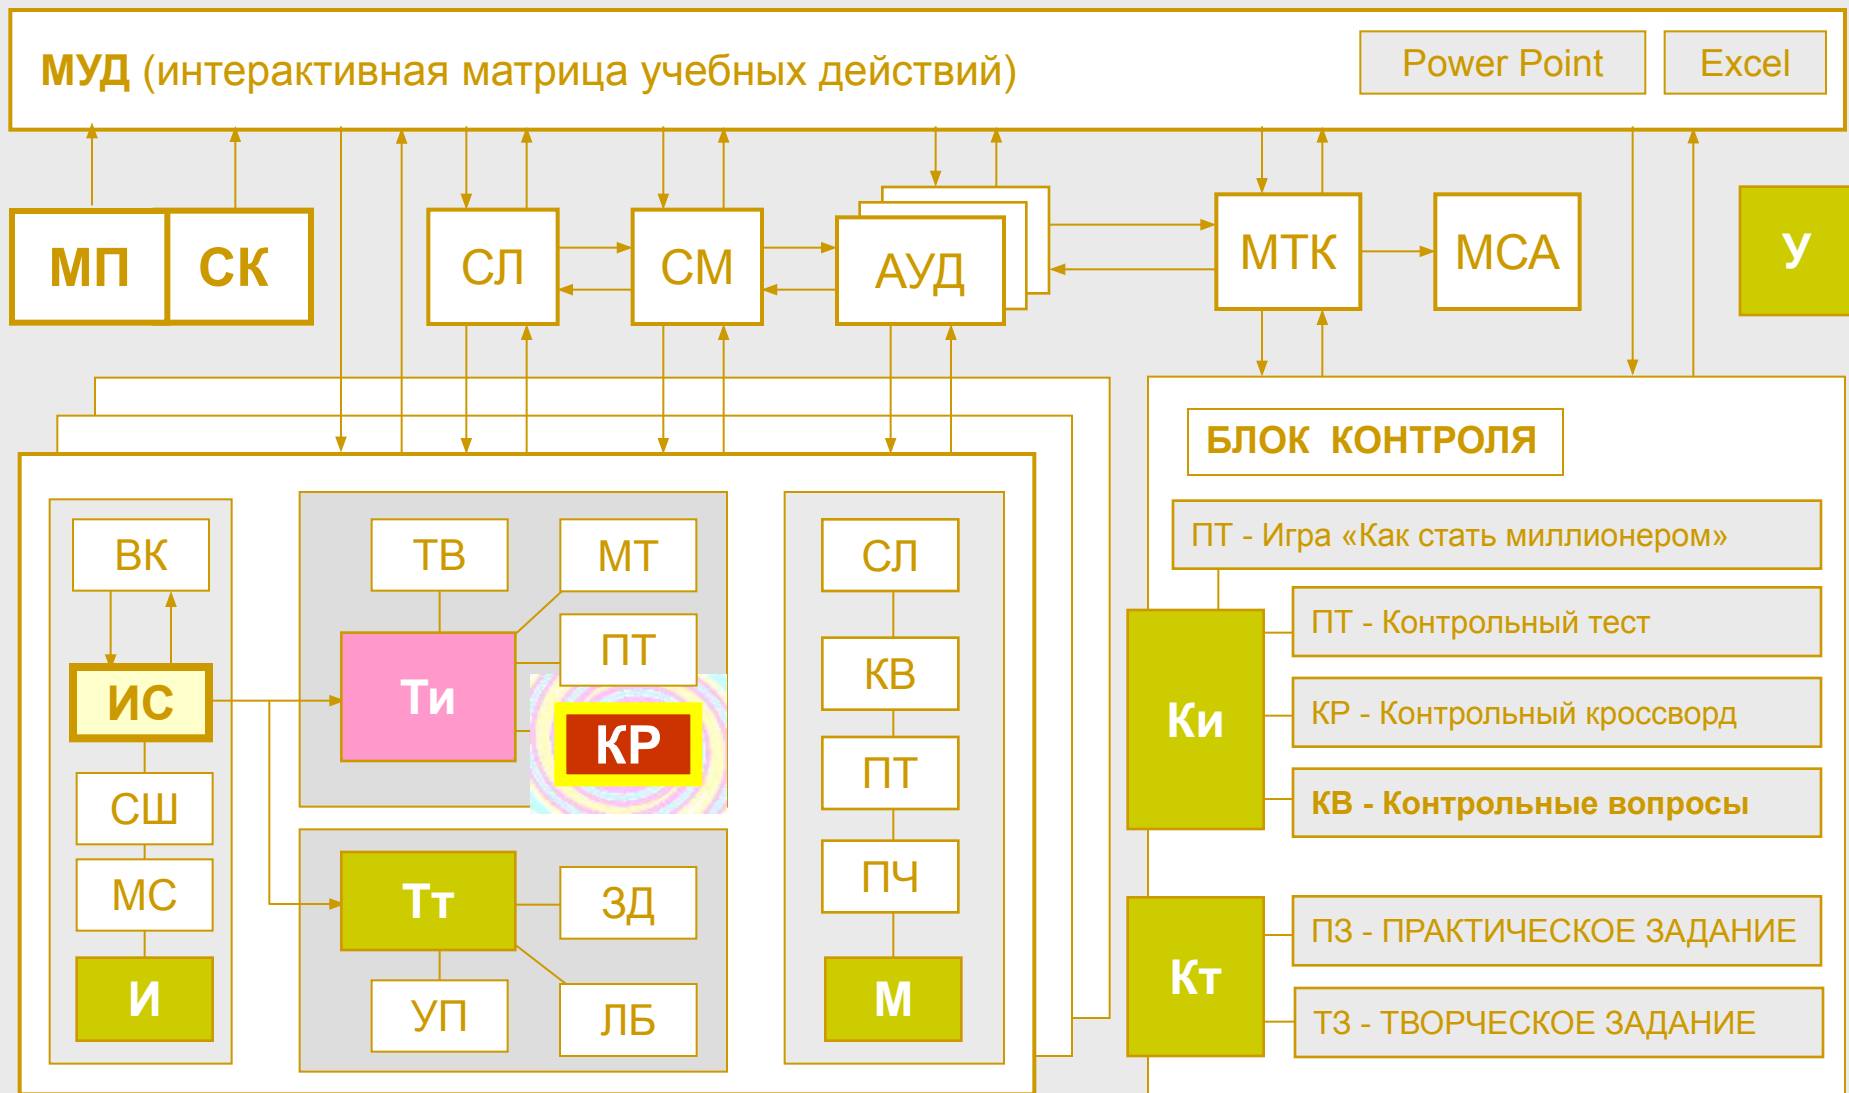 МУД (интерактивная матрица учебных действий)
Power Point
Excel
МП
СК
СЛ
СМ
АУД
МТК
МСА
У
БЛОК КОНТРОЛЯ
ВК
ИС
СШ
МС
И
ТВ
МТ
ПТ
Ти
КР
Тт
ЗД
УП
ЛБ
СЛ
КВ
ПТ
ПЧ
М
ПТ - Игра «Как стать миллионером»
Ки
ПТ - Контрольный тест
КР - Контрольный кроссворд
КВ - Контрольные вопросы
Кт
ПЗ - ПРАКТИЧЕСКОЕ ЗАДАНИЕ
ТЗ - ТВОРЧЕСКОЕ ЗАДАНИЕ